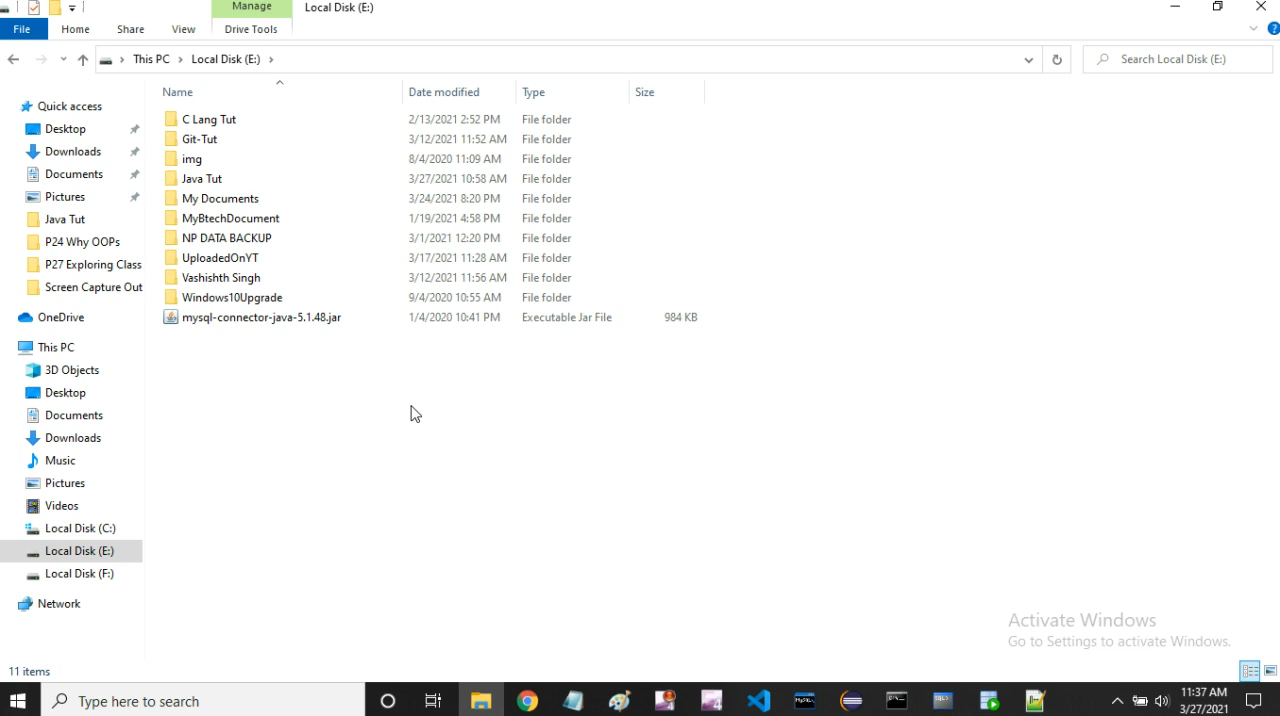 Manage Local Disk (E:)
File Home Share View Drive Tools
This PC Local Disk (E:) Search Local Disk (E:)
Name Date modified Type Size
Quick access
Desktop
Downloads
Documents
Pictures
Java Tut
P24 Why OOPs
P27 Exploring Class
Screen Capture Out
OneDrive
This PC
3D Objects
Desktop
Documents
Downloads
Music
Pictures
Videos
Local Disk (C:)
Local Disk (E:)
Local Disk (F:)
Network
C Lang Tut 2/13/2021 2:52 PM File folder
Git-Tut 3/12/2021 11:52 AM File folder
img 8/4/2020 11:09 AM File folder
Java Tut 3/27/2021 10:58 AM File folder
My Documents 3/24/2021 8:20 PM File folder
MyBtechDocument 1/19/2021 4:58 PM File folder
NP DATA BACKUP 3/1/2021 12:20 PM File folder
UploadedOnYT 3/17/2021 11:28 AM File folder
Vashishth Singh 3/12/2021 11:56 AM File folder
Windows10Upgrade 9/4/2020 10:55 AM File folder
mysql-connector-java-5.1.48.jar 1/4/2020 10:41 PM Executable Jar File 984 KB
Activate Windows
Go to Settings to activate Windows.
11 items
Type here to search
11:37 AM
3/27/2021